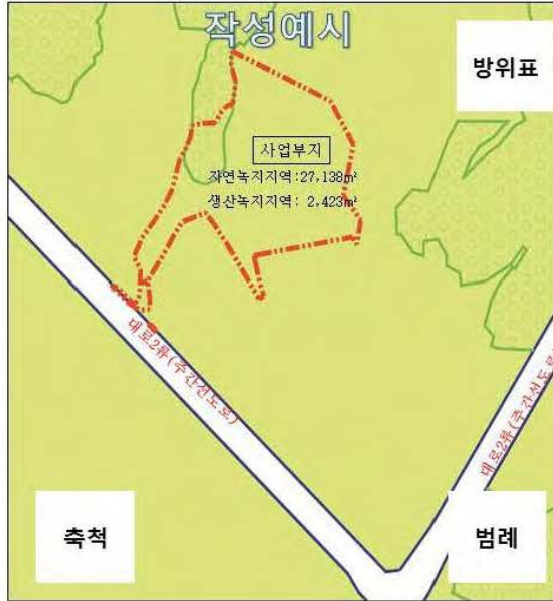 작성예시
방위표
사업부지
자연녹지지역:27,138㎡
생산녹지지역: 2,423㎡
대로2류(주간선도로)
대로2류(주간선도로)
축척
범례